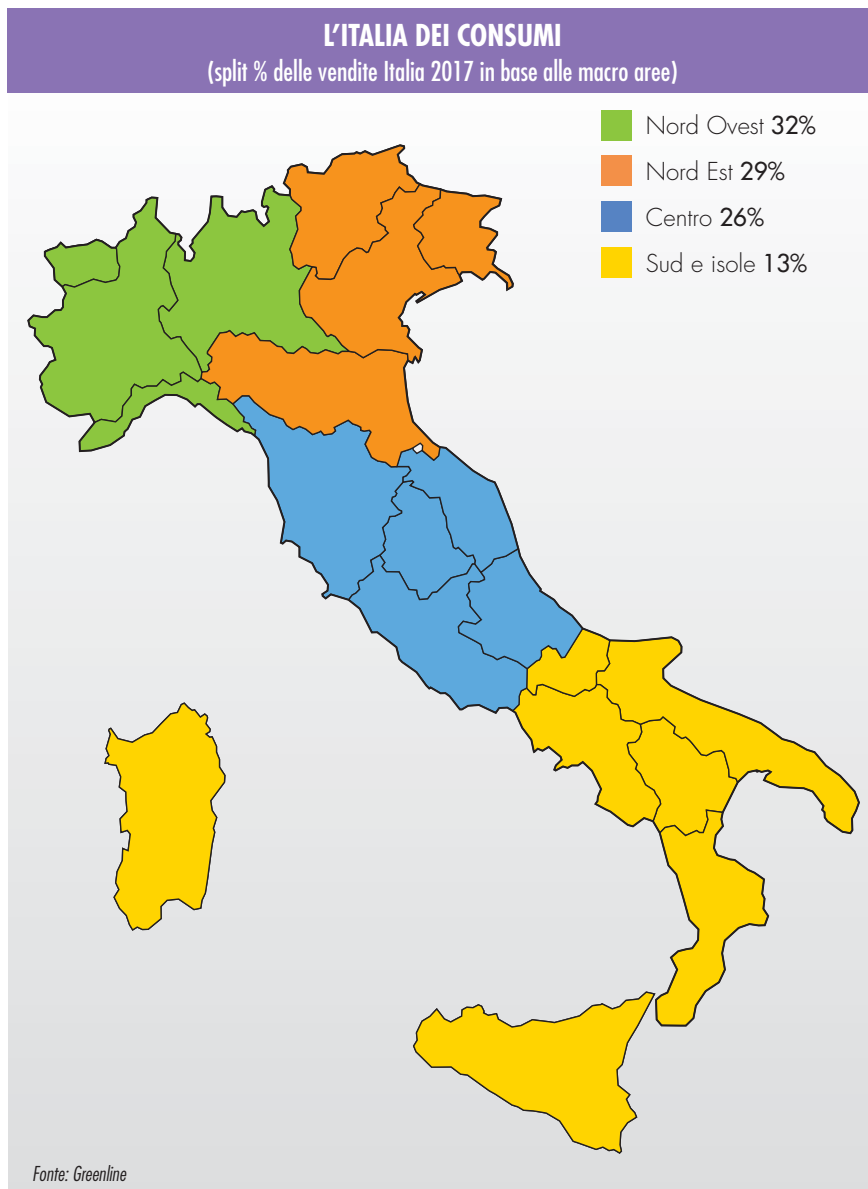 L'ITALIA DEI CONSUMI
(split % delle vendite Italia 2017 in base alle macro aree)
Nord Ovest 32%
Nord Est 29%
Centro 26%
Sud e isole 13%
Fonte: Greenline